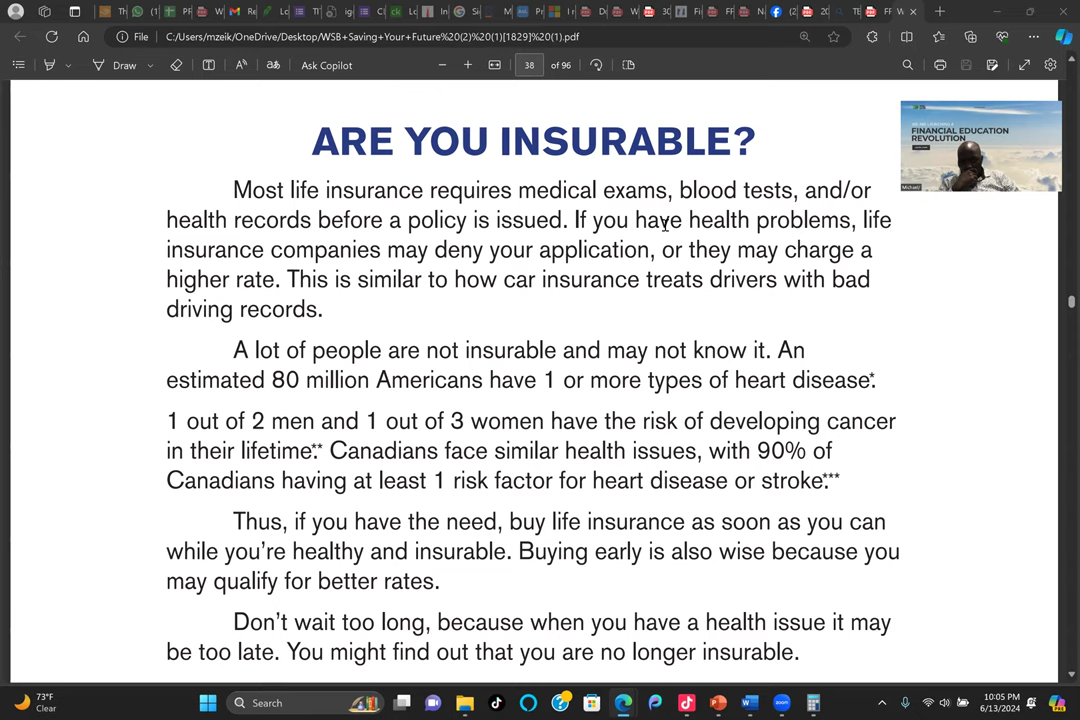 File
C:/Users/mzeik/OneDrive/Desktop/WSB+Saving+Your+Future%20(2)%20(1)[1829]%20(1).pdf
Draw
Ask Copilot
38 of 96
ARE YOU INSURABLE?
Most life insurance requires medical exams, blood tests, and/or
health records before a policy is issued. If you have health problems, life
insurance companies may deny your application, or they may charge a
higher rate. This is similar to how car insurance treats drivers with bad
driving records.
A lot of people are not insurable and may not know it. An
estimated 80 million Americans have 1 or more types of heart disease*.
1 out of 2 men and 1 out of 3 women have the risk of developing cancer
in their lifetime.** Canadians face similar health issues, with 90% of
Canadians having at least 1 risk factor for heart disease or stroke.***
Thus, if you have the need, buy life insurance as soon as you can
while you're healthy and insurable. Buying early is also wise because you
may qualify for better rates.
Don't wait too long, because when you have a health issue it may
be too late. You might find out that you are no longer insurable.
FINANCIAL EDUCATION
REVOLUTION
Michael
73°F
Clear
Search
10:05 PM
6/13/2024